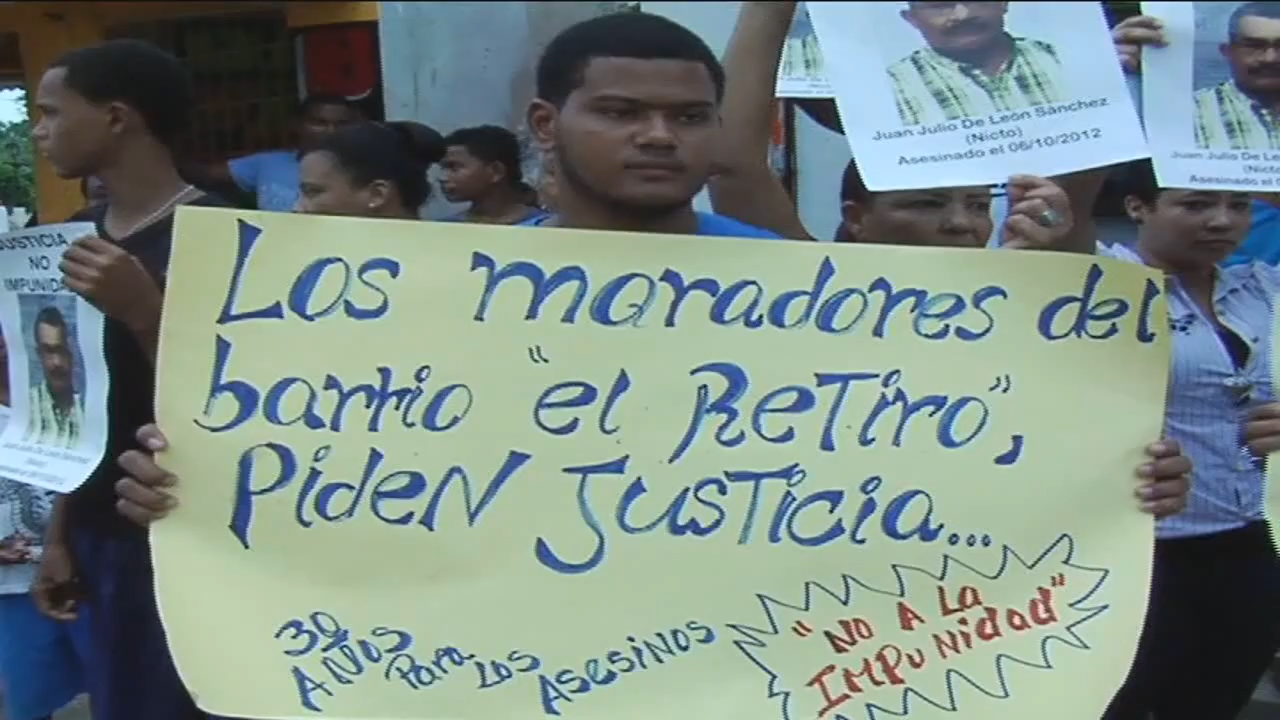 Los moradores del
barrio "el Retiro",
Piden Justicia...
30
AÑOS Para Los Asesinos
"NO A La
IMPUNidad"
Juan Julio De León Sánchez
(Nicto)
Asesinado el 06/10/2012
Juan Julio De León
(Nicto)
Asesinado el
JUSTICIA
NO
IMPUNIDA